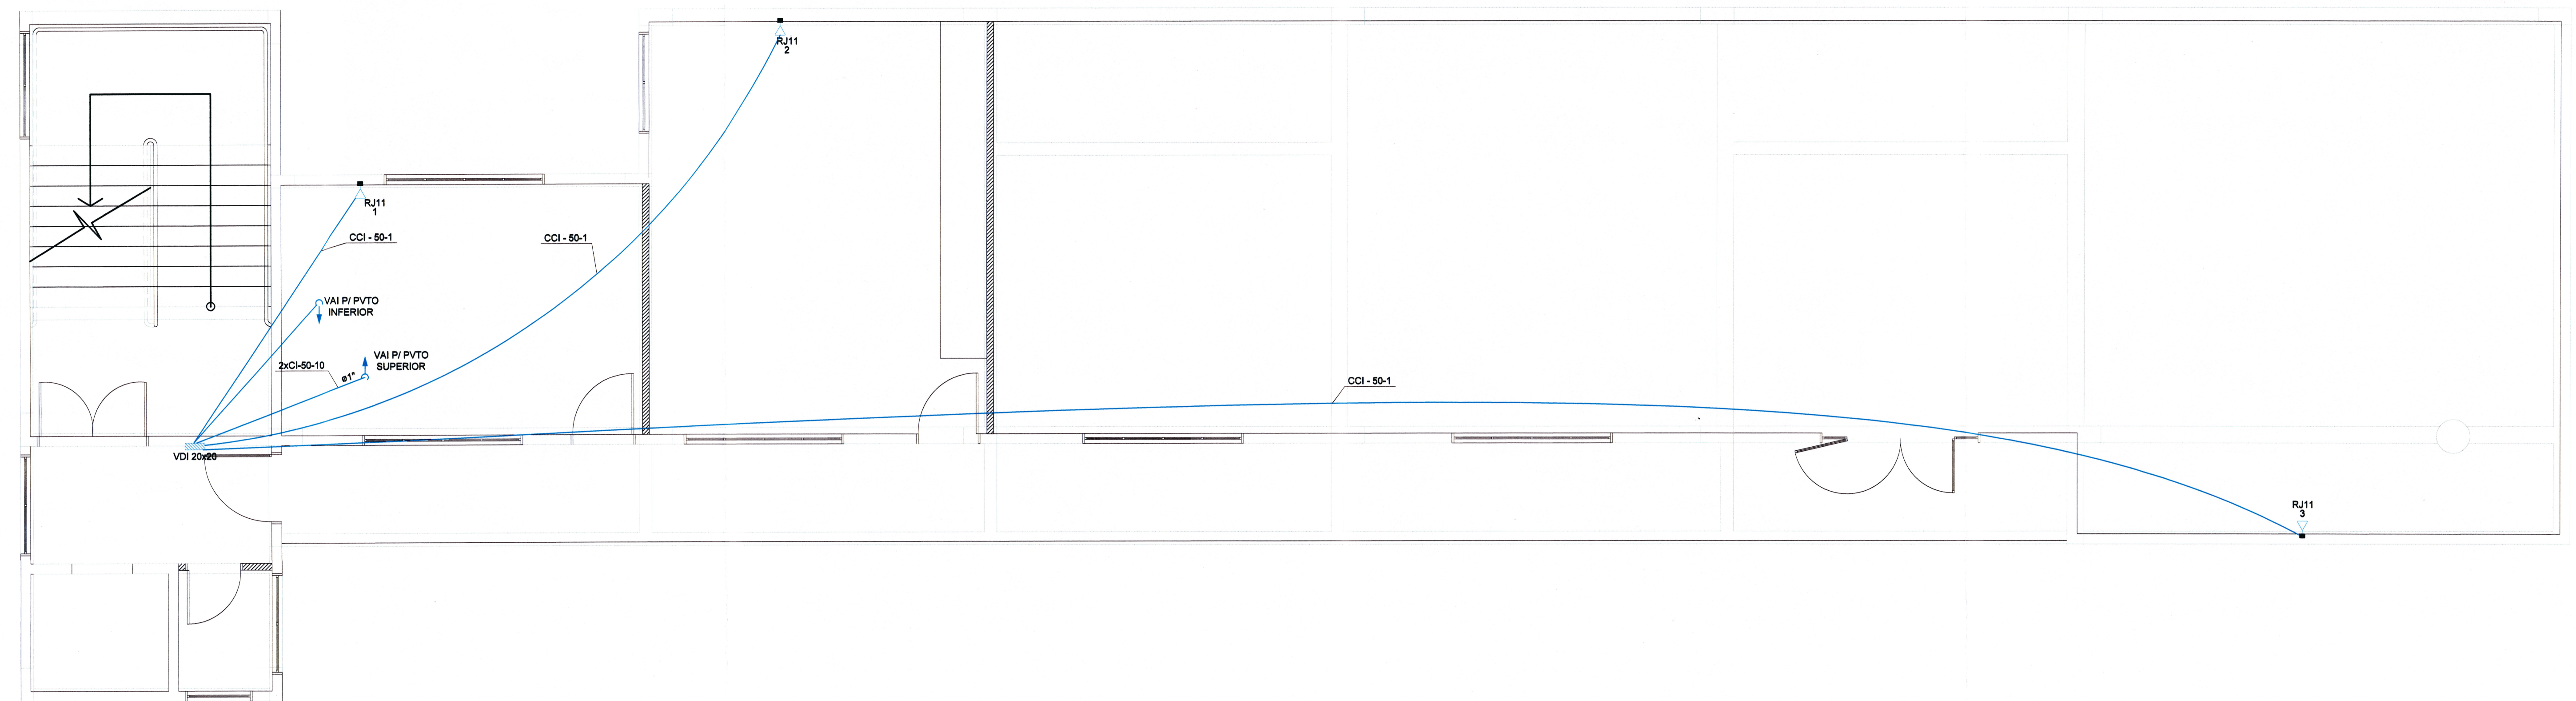 RJ11
2
RJ11
1
CCI - 50-1
CCI - 50-1
VAI P/ PVTO
INFERIOR
VAI P/ PVTO
SUPERIOR
2xCI-50-10
ø1"
CCI - 50-1
VDI 20x20
RJ11
3